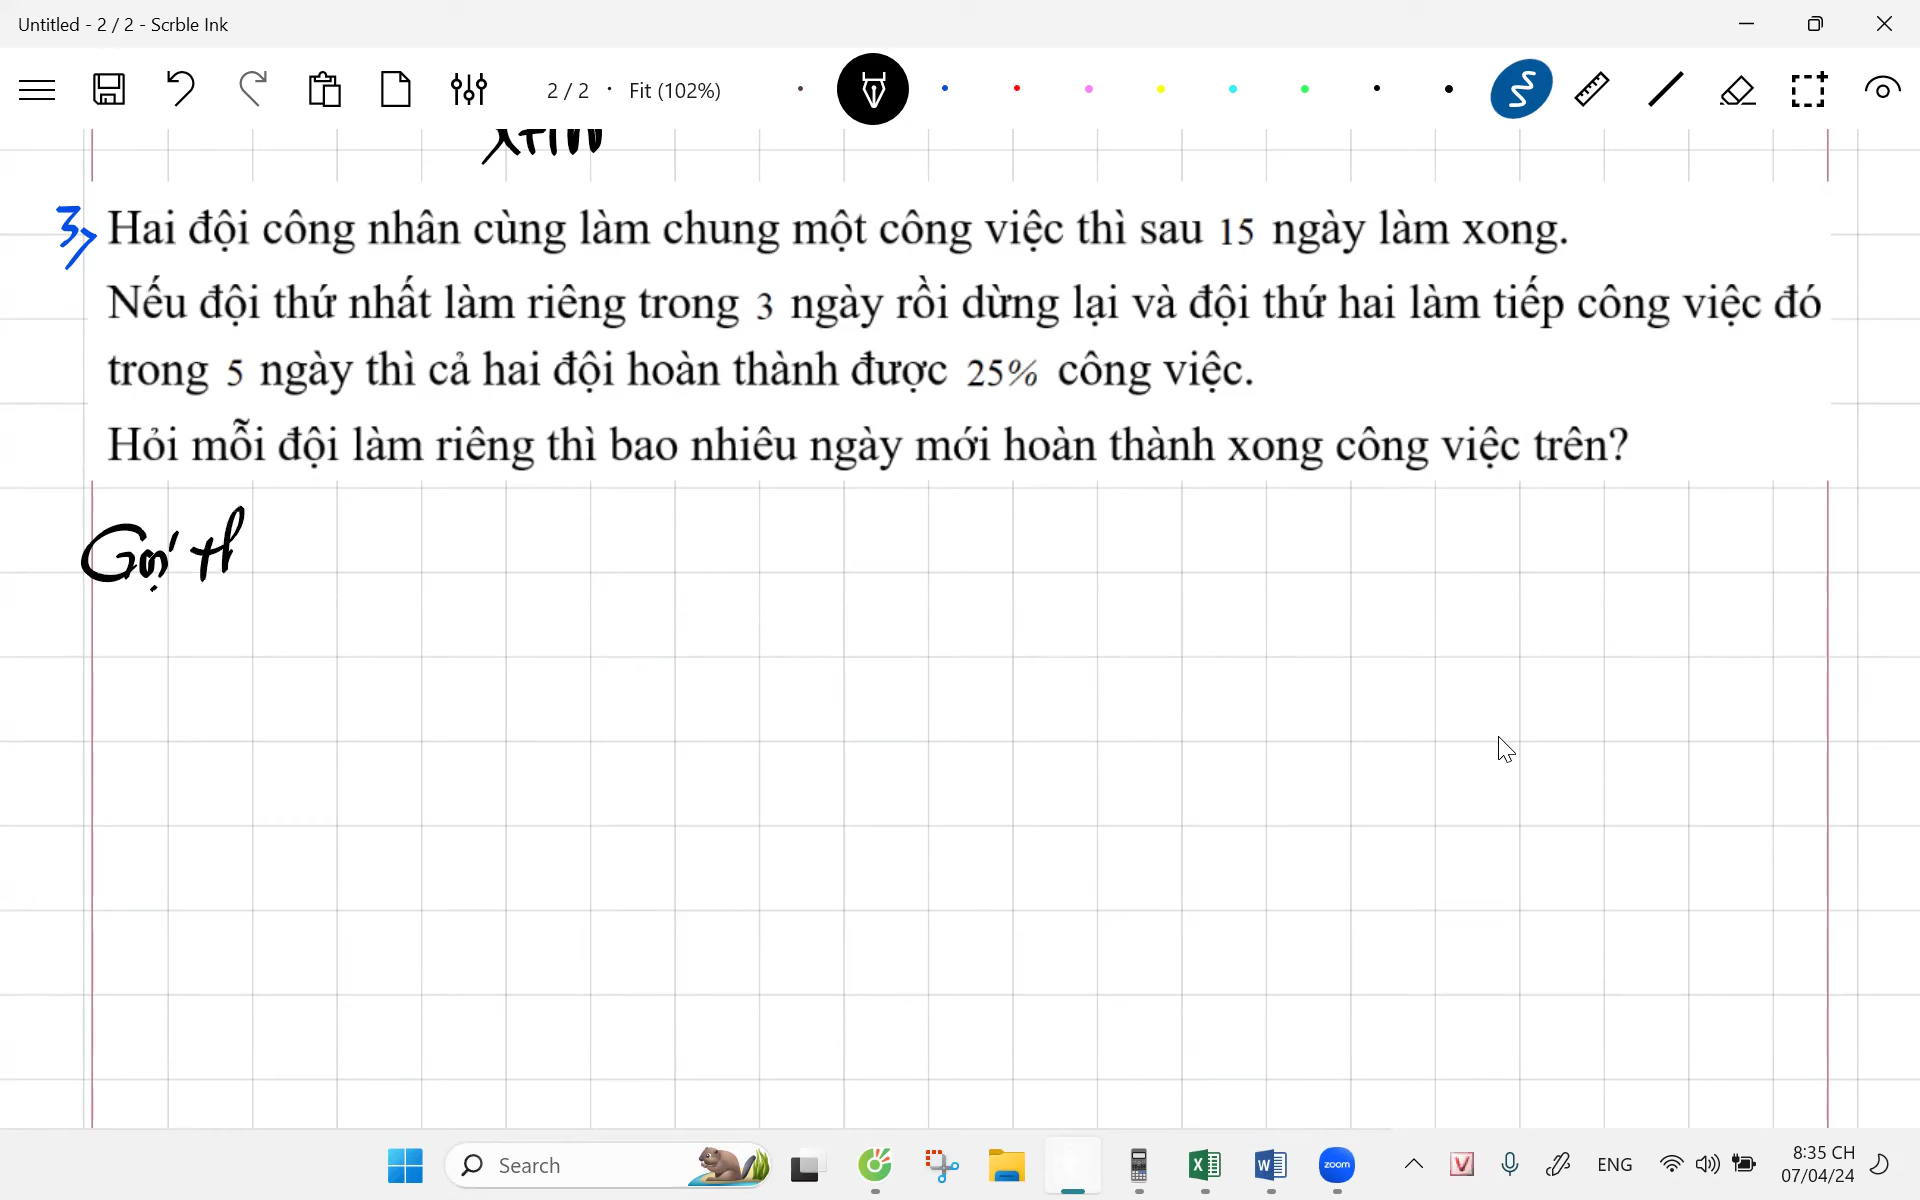 Untitled - 2 / 2 - Scrble Ink
2 / 2 · Fit (102%)
3, Hai đội công nhân cùng làm chung một công việc thì sau 15 ngày làm xong.
Nếu đội thứ nhất làm riêng trong 3 ngày rồi dừng lại và đội thứ hai làm tiếp công việc đó
trong 5 ngày thì cả hai đội hoàn thành được 25% công việc.
Hỏi mỗi đội làm riêng thì bao nhiêu ngày mới hoàn thành xong công việc trên?
Gọi th
Search
zoom
ENG
8:35 CH
07/04/24